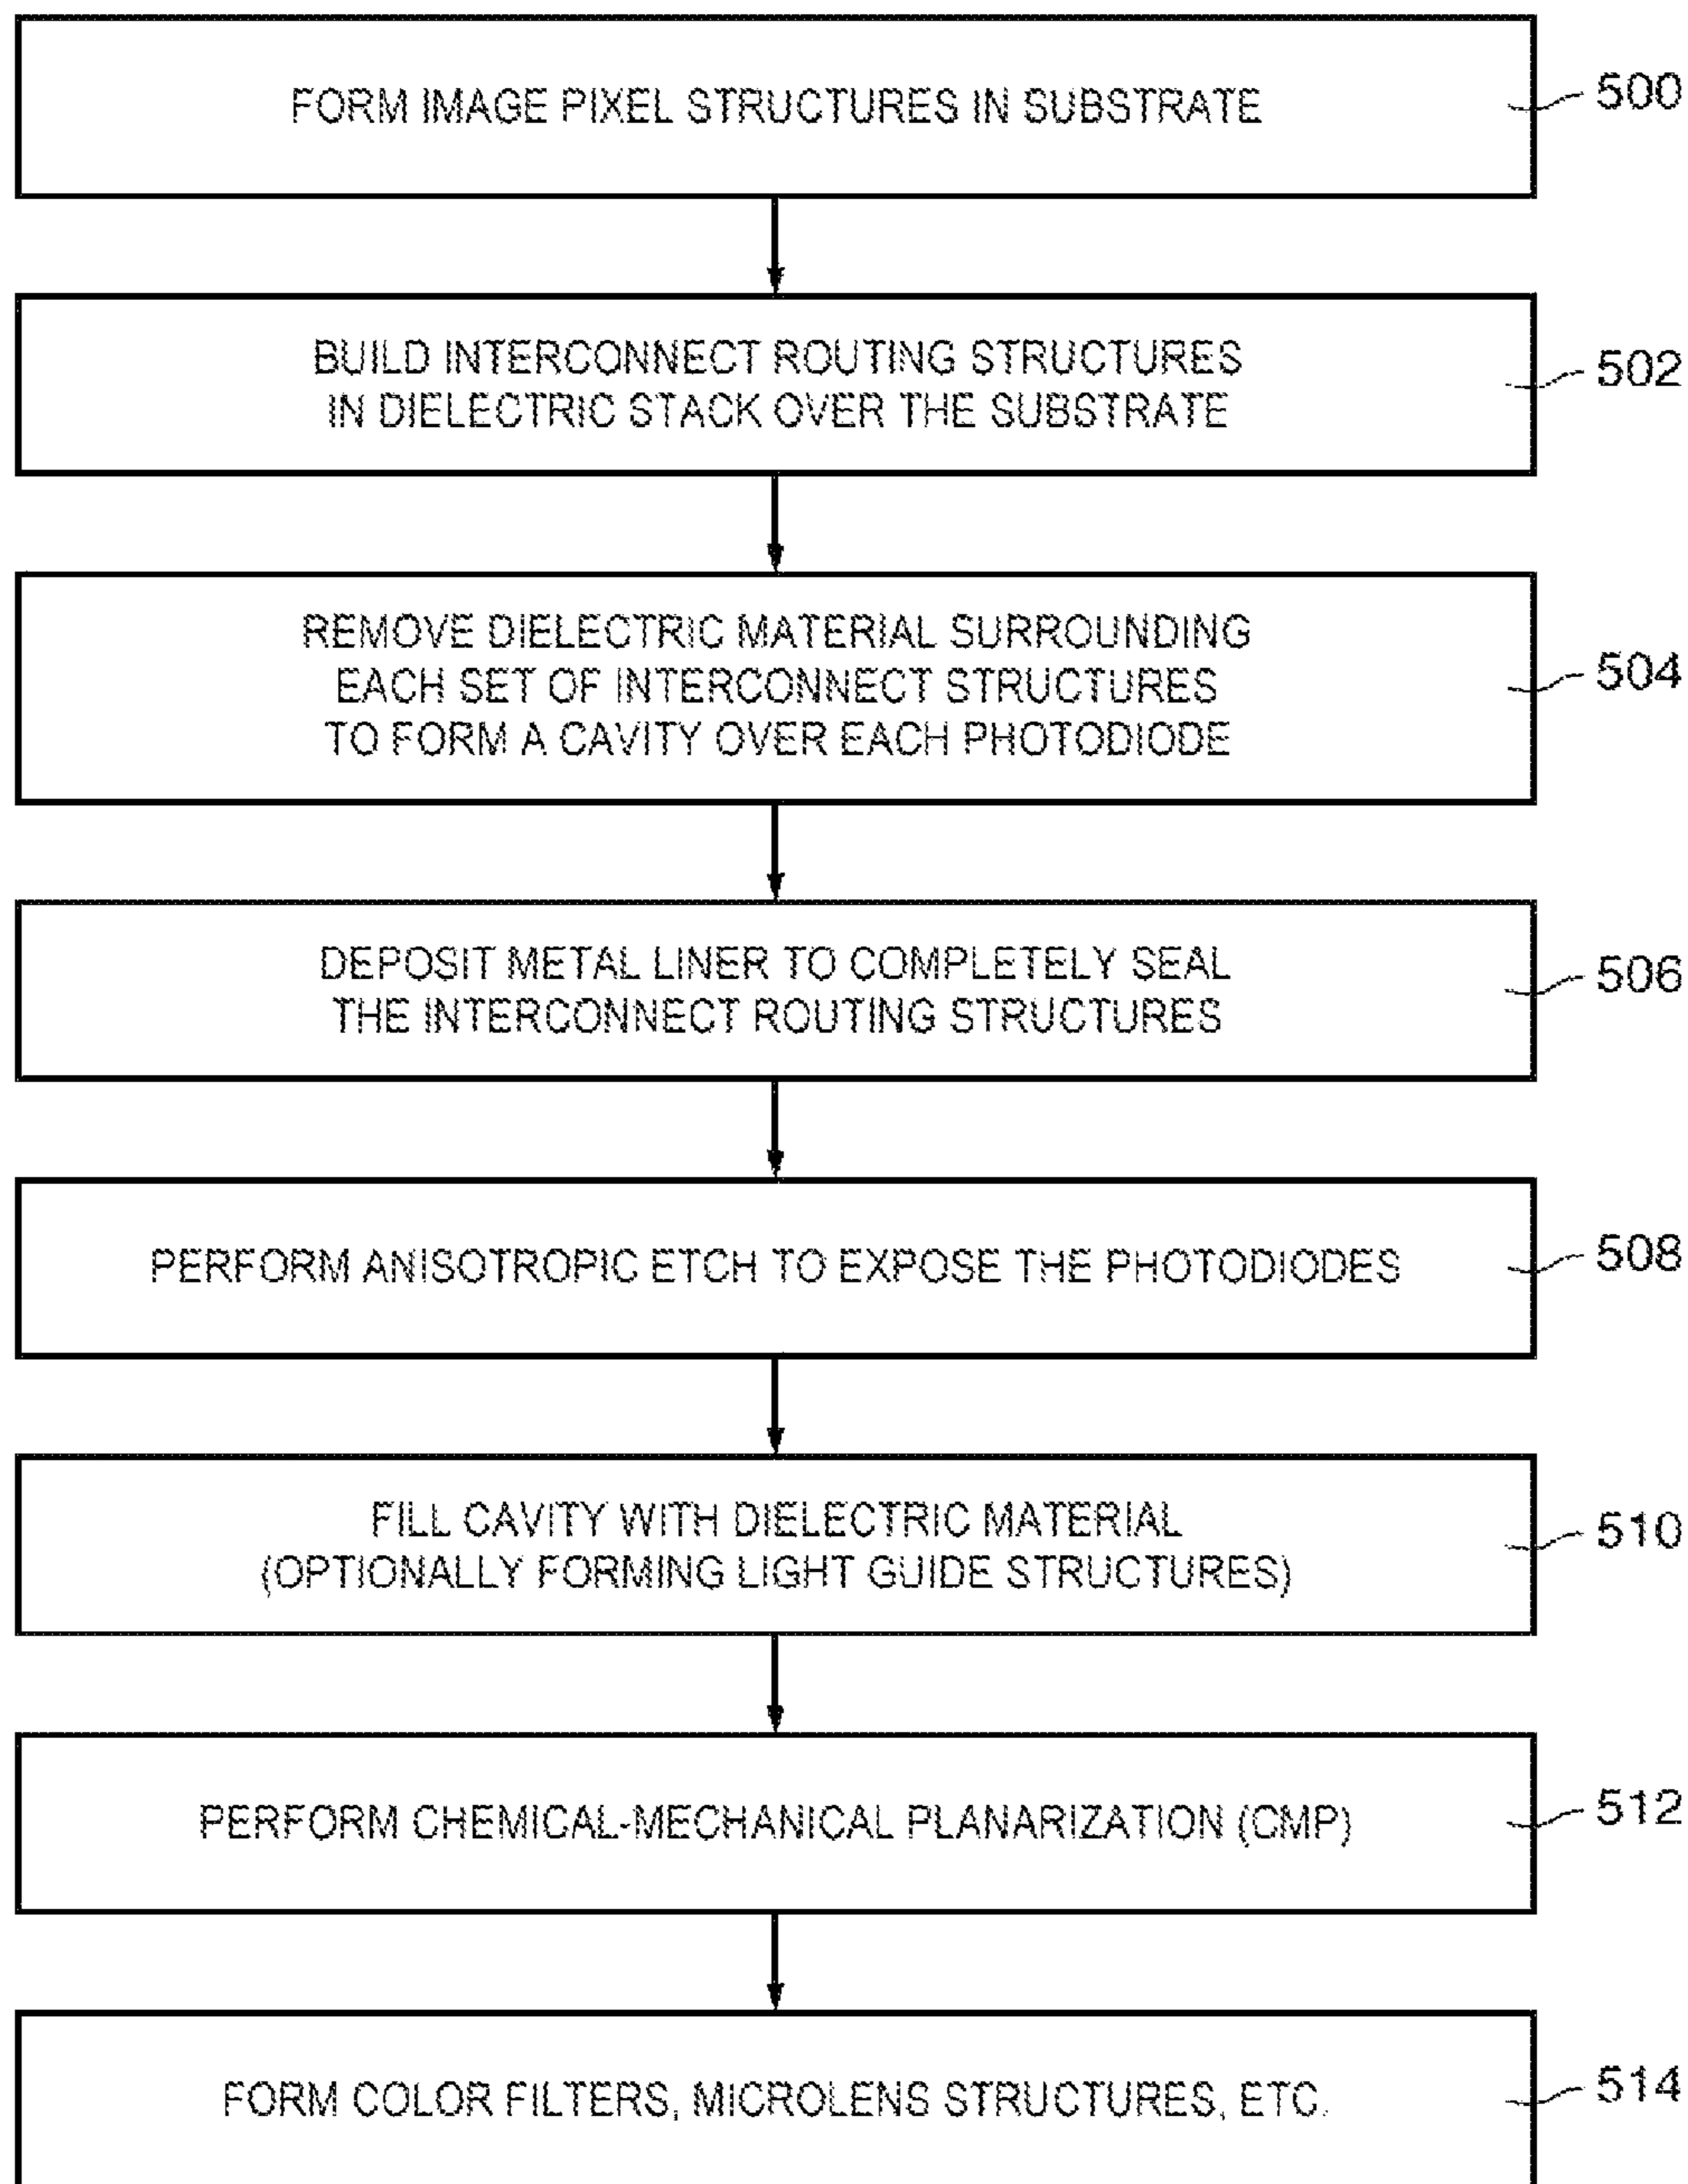 FORM IMAGE PIXEL STRUCTURES IN SUBSTRATE
500
BUILD INTERCONNECT ROUTING STRUCTURES
IN DIELECTRIC STACK OVER THE SUBSTRATE
502
REMOVE DIELECTRIC MATERIAL SURROUNDING
EACH SET OF INTERCONNECT STRUCTURES
TO FORM A CAVITY OVER EACH PHOTODIODE
504
DEPOSIT METAL LINER TO COMPLETELY SEAL
THE INTERCONNECT ROUTING STRUCTURES
506
PERFORM ANISOTROPIC ETCH TO EXPOSE THE PHOTODIODES
508
FILL CAVITY WITH DIELECTRIC MATERIAL
(OPTIONALLY FORMING LIGHT GUIDE STRUCTURES)
510
PERFORM CHEMICAL-MECHANICAL PLANARIZATION (CMP)
512
FORM COLOR FILTERS, MICROLENS STRUCTURES, ETC.
514